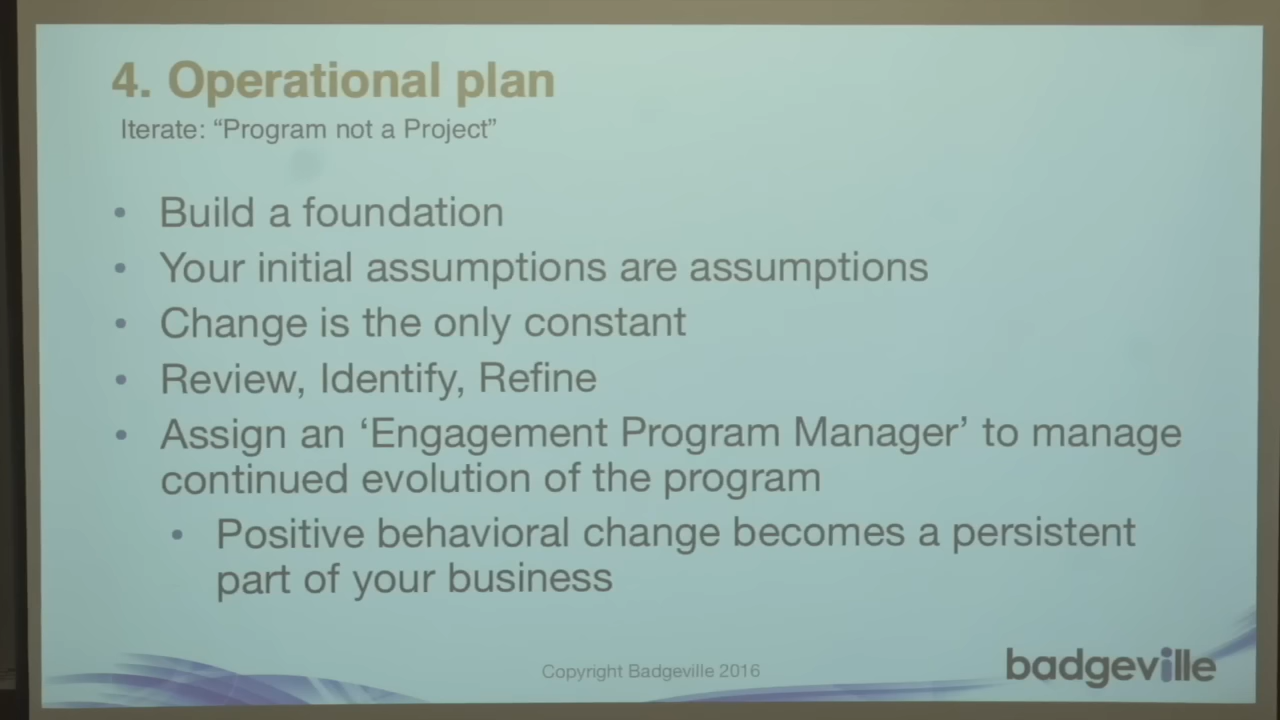 4. Operational plan
Iterate: “Program not a Project”
• Build a foundation
• Your initial assumptions are assumptions
• Change is the only constant
• Review, Identify, Refine
• Assign an ‘Engagement Program Manager’ to manage
continued evolution of the program
• Positive behavioral change becomes a persistent
part of your business
Copyright Badgeville 2016
badgeville